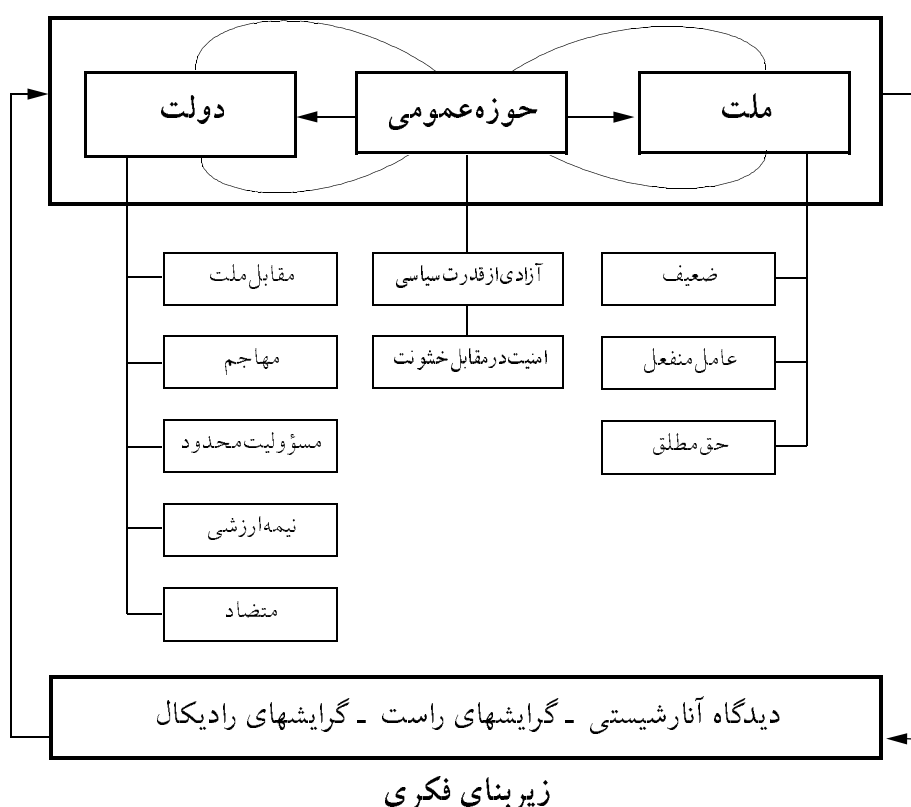 ملت
حوزه عمومی
دولت
ضعیف
عامل منفعل
حق مطلق
آزادی از قدرت سیاسی
امنیت در مقابل خشونت
مقابل ملت
مهاجم
مسؤولیت محدود
نیمه ارزشی
متضاد
دیدگاه آنارشیستی - گرایشهای راست - گرایشهای رادیکال
زیربنای فکری